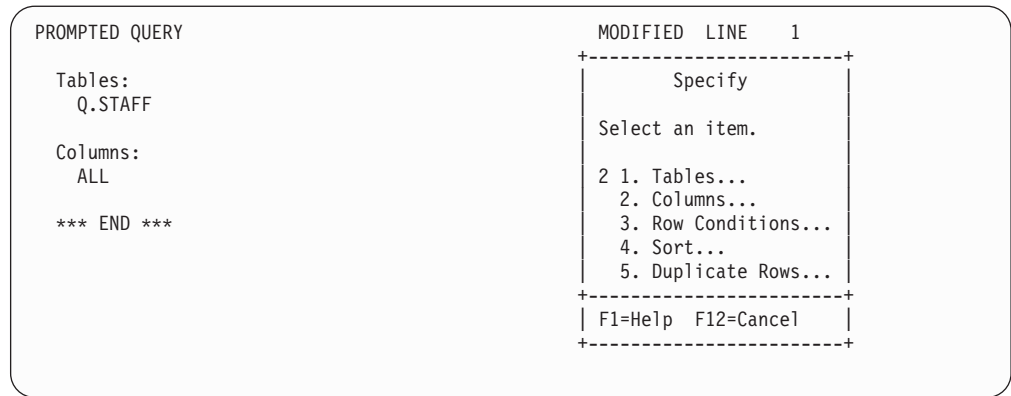 PROMPTED QUERY MODIFIED LINE 1
Tables:
Q.STAFF
Columns:
ALL
*** END ***
+------------------------+
| Specify |
| Select an item. |
| 2 1. Tables... |
| 2. Columns... |
| 3. Row Conditions... |
| 4. Sort... |
| 5. Duplicate Rows... |
+------------------------+
| F1=Help F12=Cancel |
+------------------------+